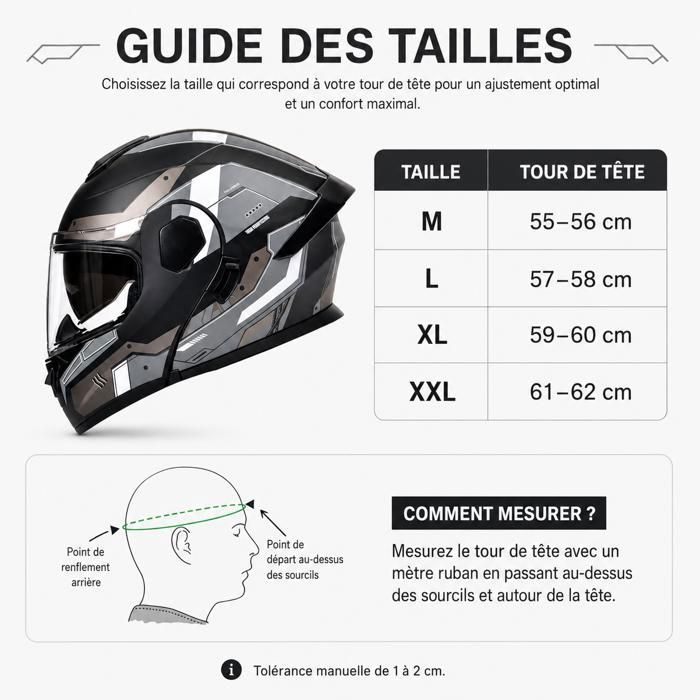 GUIDE DES TAILLES
Choisissez la taille qui correspond à votre tour de tête pour un ajustement optimal
et un confort maximal.
TAILLE TOUR DE TÊTE
M 55–56 cm
L 57–58 cm
XL 59–60 cm
XXL 61–62 cm
Point de
renflement
arrière
Point de
départ au-dessus
des sourcils
COMMENT MESURER ?
Mesurez le tour de tête avec un
mètre ruban en passant au-dessus
des sourcils et autour de la tête.
i Tolérance manuelle de 1 à 2 cm.